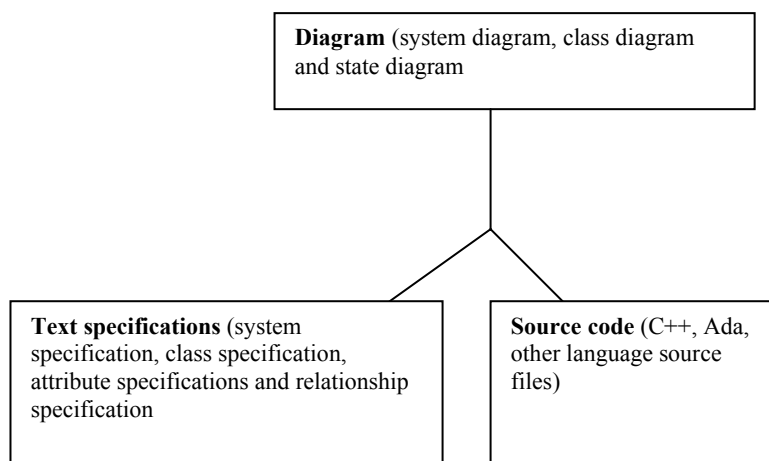 Diagram (system diagram, class diagram
and state diagram
Text specifications (system
specification, class specification,
attribute specifications and relationship
specification
Source code (C++, Ada,
other language source
files)